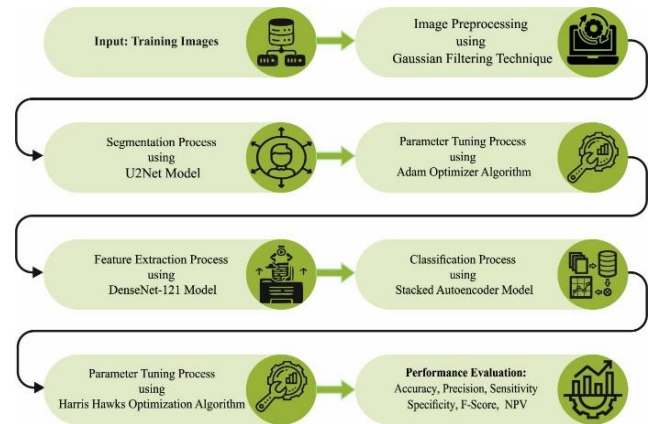 Input: Training Images
Image Preprocessing
using
Gaussian Filtering Technique
Segmentation Process
using
U2Net Model
Parameter Tuning Process
using
Adam Optimizer Algorithm
Feature Extraction Process
using
DenseNet-121 Model
Classification Process
using
Stacked Autoencoder Model
Parameter Tuning Process
using
Harris Hawks Optimization Algorithm
Performance Evaluation:
Accuracy, Precision, Sensitivity
Specificity, F-Score, NPV